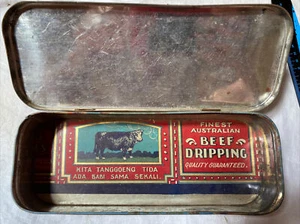 FINEST
AUSTRALIAN
BEEF
DRIPPING
QUALITY GUARANTEED.
KITA TANGGOENG TIDA
ADA BABI SAMA SEKALI.